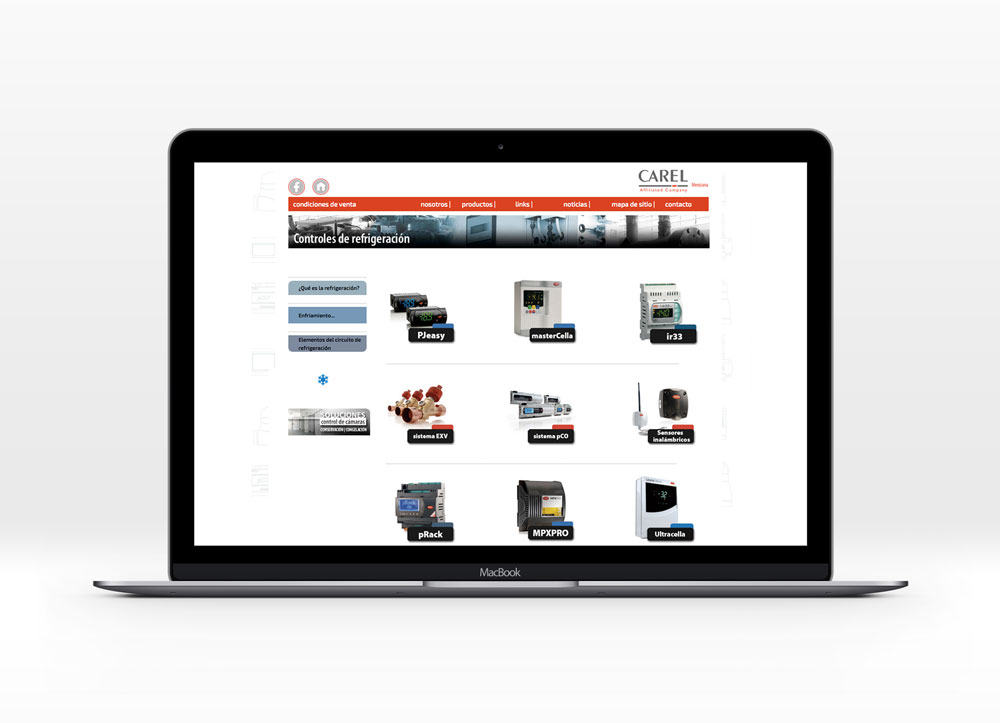 CAREL
Mexicana
Affiliated Company
condiciones de venta
nosotros |
productos |
links |
noticias |
mapa de sitio |
contacto
Controles de refrigeración
¿Qué es la refrigeración?
Enfriamiento...
Elementos del circuito de
refrigeración
SOLUCIONES
control de cámaras
CONSERVACIÓN | CONGELACIÓN
PJeasy
masterCella
ir33
sistema EXV
sistema pCO
Sensores
inalámbricos
pRack
MPXPRO
Ultracella
MacBook